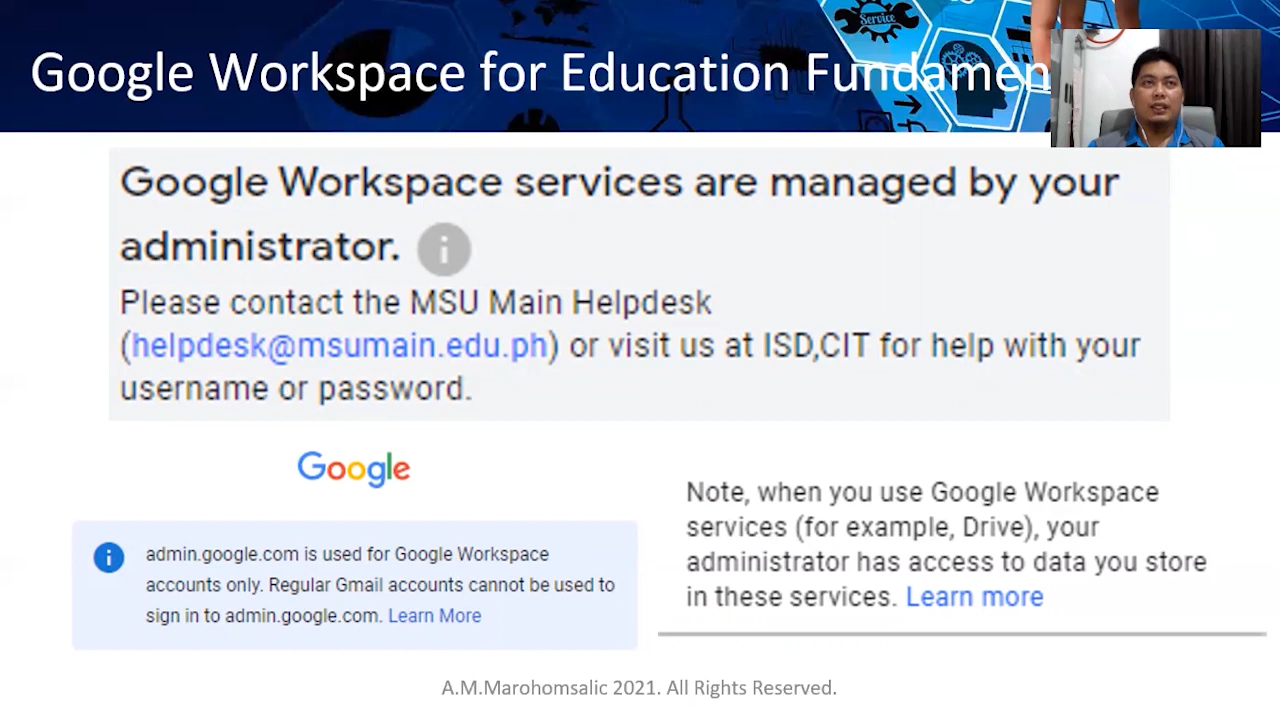 Service
Google Workspace for Education Fundamen
Google Workspace services are managed by your
administrator.
Please contact the MSU Main Helpdesk
(helpdesk@msumain.edu.ph) or visit us at ISD,CIT for help with your
username or password.
Google
admin.google.com is used for Google Workspace
accounts only. Regular Gmail accounts cannot be used to
sign in to admin.google.com. Learn More
Note, when you use Google Workspace
services (for example, Drive), your
administrator has access to data you store
in these services. Learn more
A.M.Marohomsalic 2021. All Rights Reserved.